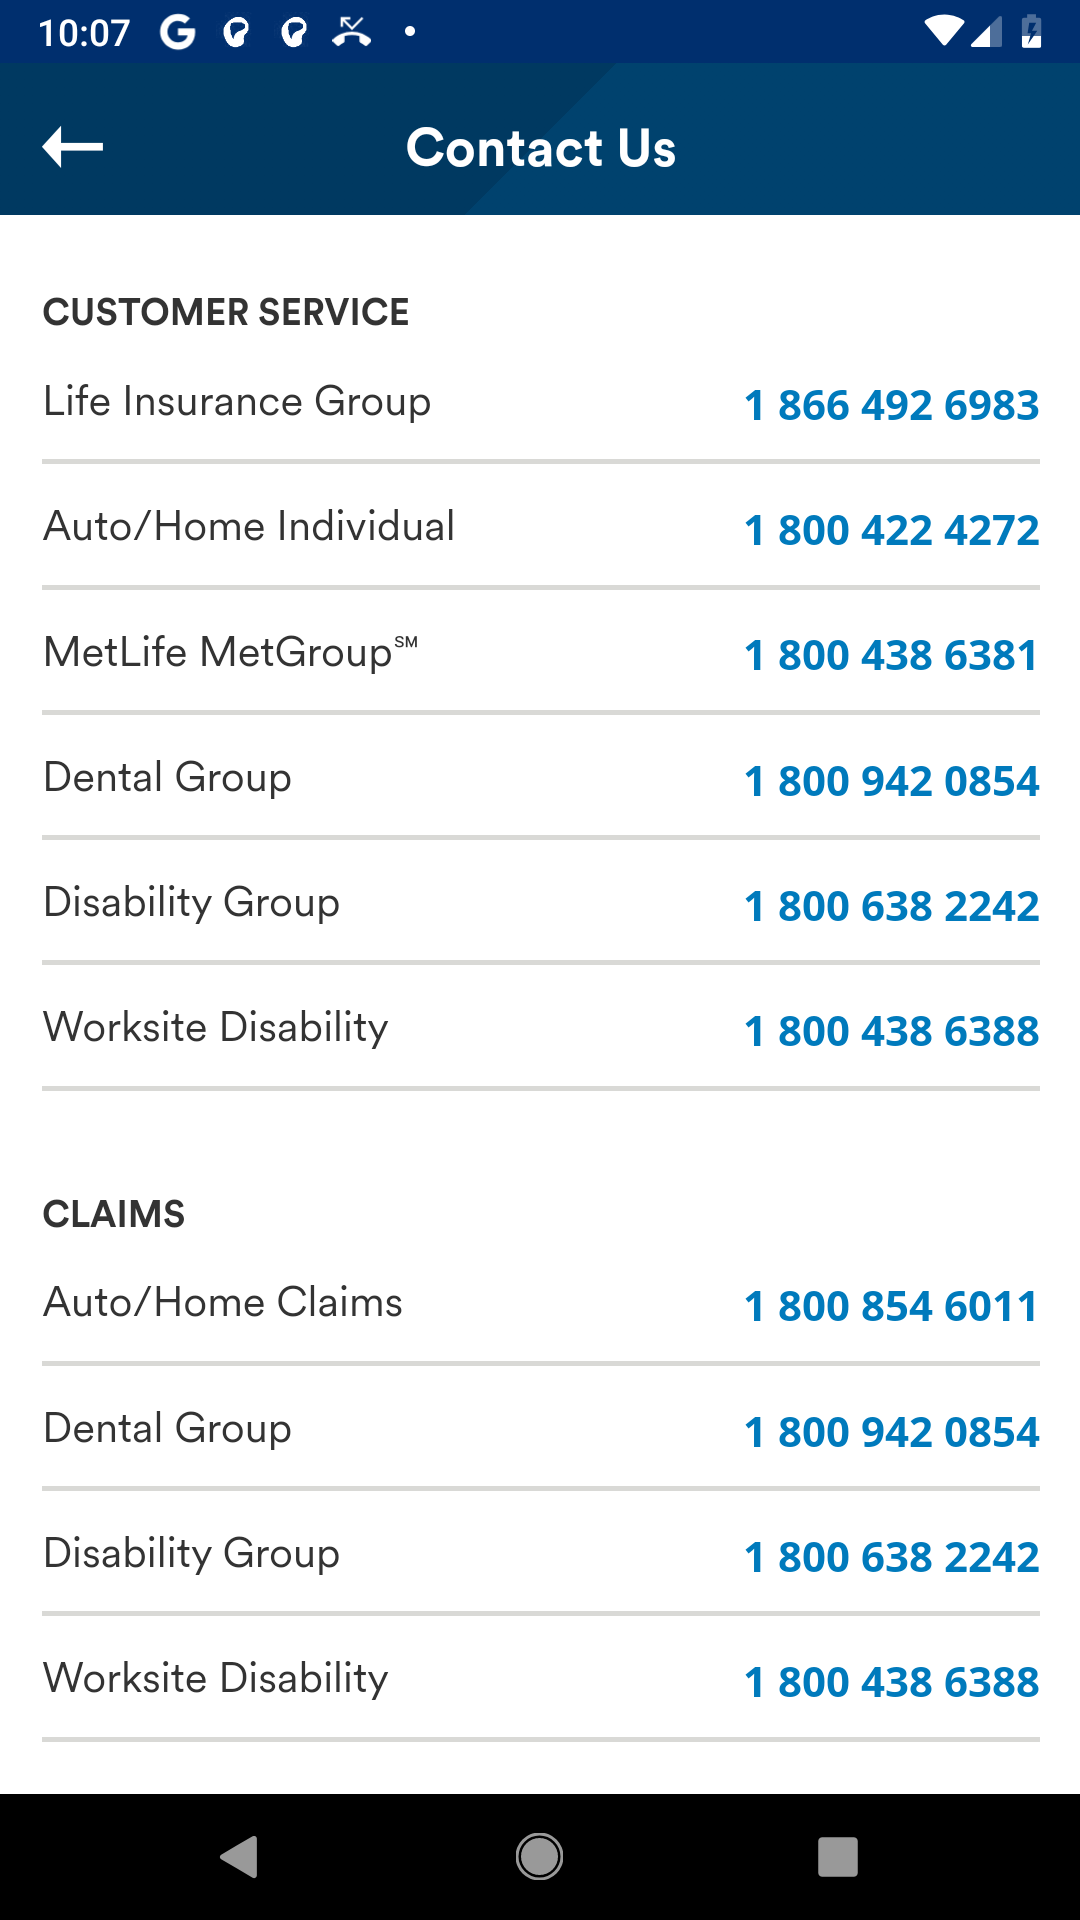 10:07
Contact Us
CUSTOMER SERVICE
Life Insurance Group 1 866 492 6983
Auto/Home Individual 1 800 422 4272
MetLife MetGroup℠ 1 800 438 6381
Dental Group 1 800 942 0854
Disability Group 1 800 638 2242
Worksite Disability 1 800 438 6388
CLAIMS
Auto/Home Claims 1 800 854 6011
Dental Group 1 800 942 0854
Disability Group 1 800 638 2242
Worksite Disability 1 800 438 6388